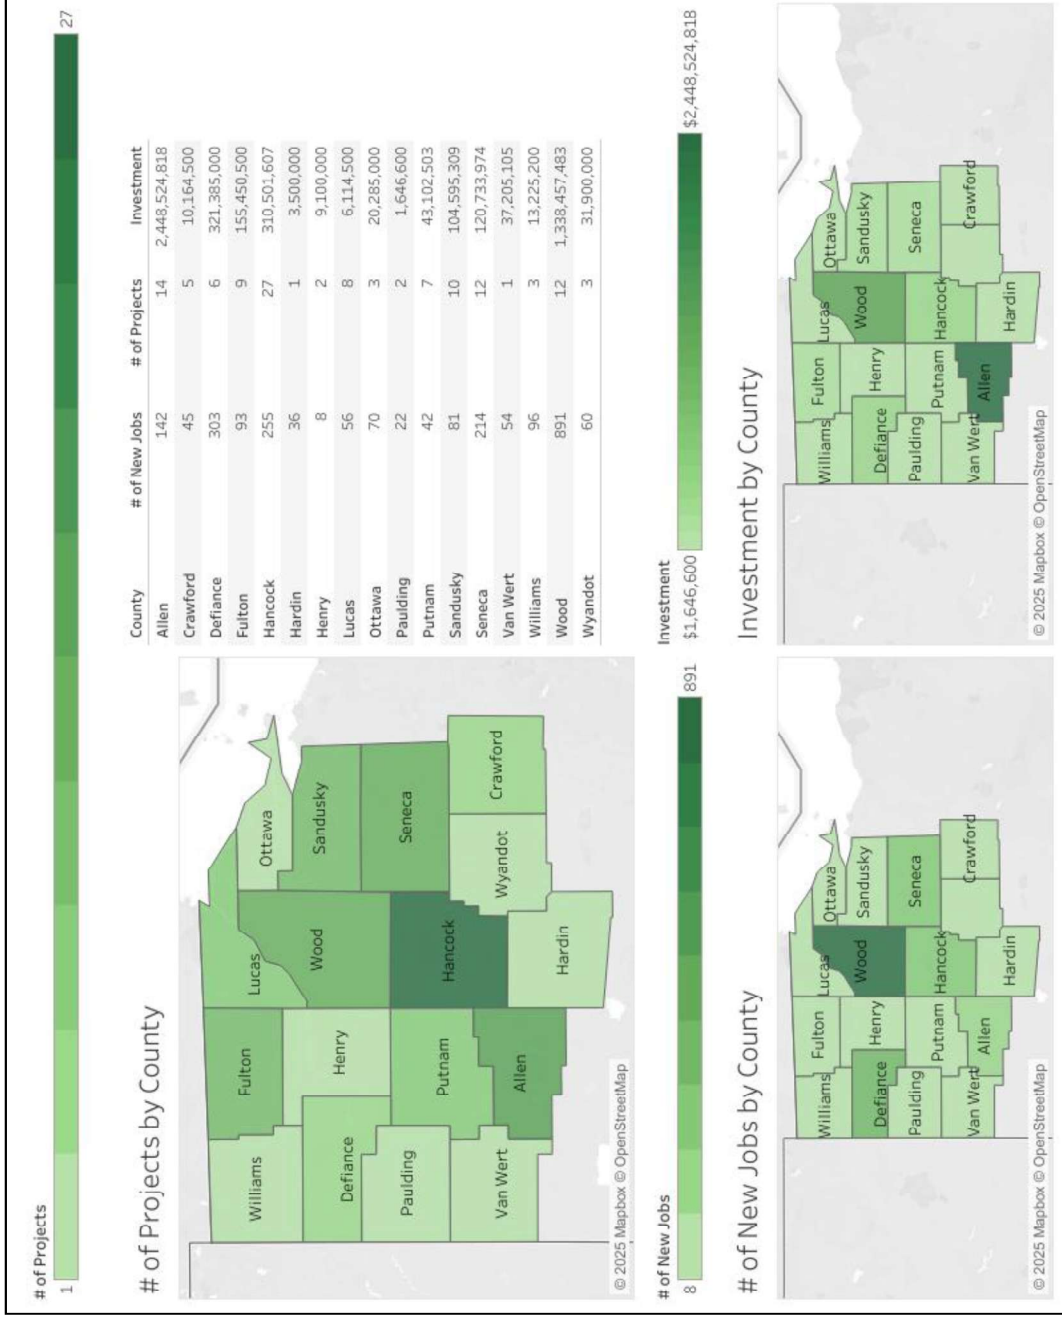 # of Projects
1 27
# of Projects by County
Williams
Fulton
Lucas
Ottawa
Defiance
Henry
Wood
Sandusky
Paulding
Putnam
Hancock
Seneca
Van Wert
Allen
Hardin
Wyandot
Crawford
© 2025 Mapbox © OpenStreetMap
County # of New Jobs # of Projects Investment
Allen 142 14 2,448,524,818
Crawford 45 5 10,164,500
Defiance 303 6 321,385,000
Fulton 93 9 155,450,500
Hancock 255 27 310,501,607
Hardin 36 1 3,500,000
Henry 8 2 9,100,000
Lucas 56 8 6,114,500
Ottawa 70 3 20,285,000
Paulding 22 2 1,646,600
Putnam 42 7 43,102,503
Sandusky 81 10 104,595,309
Seneca 214 12 120,733,974
Van Wert 54 1 37,205,105
Williams 96 3 13,225,200
Wood 891 12 1,338,457,483
Wyandot 60 3 31,900,000
# of New Jobs
8 891
# of New Jobs by County
Williams
Fulton
Lucas
Ottawa
Defiance
Henry
Wood
Sandusky
Paulding
Putnam
Hancock
Seneca
Van Wert
Allen
Hardin
Crawford
© 2025 Mapbox © OpenStreetMap
Investment
$1,646,600 $2,448,524,818
Investment by County
Williams
Fulton
Lucas
Ottawa
Defiance
Henry
Wood
Sandusky
Paulding
Putnam
Hancock
Seneca
Van Wert
Allen
Hardin
Crawford
© 2025 Mapbox © OpenStreetMap